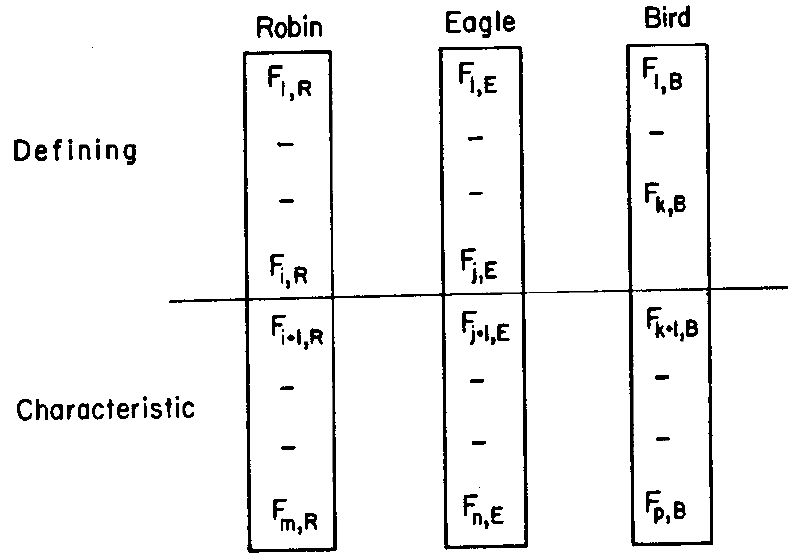 Robin Eagle Bird
F1,R F1,E F1,B
Defining
- - -
- - Fk,B
Fi,R Fj,E
Fi+1,R Fj+1,E Fk+1,B
- - -
Characteristic
- - -
Fm,R Fn,E Fp,B